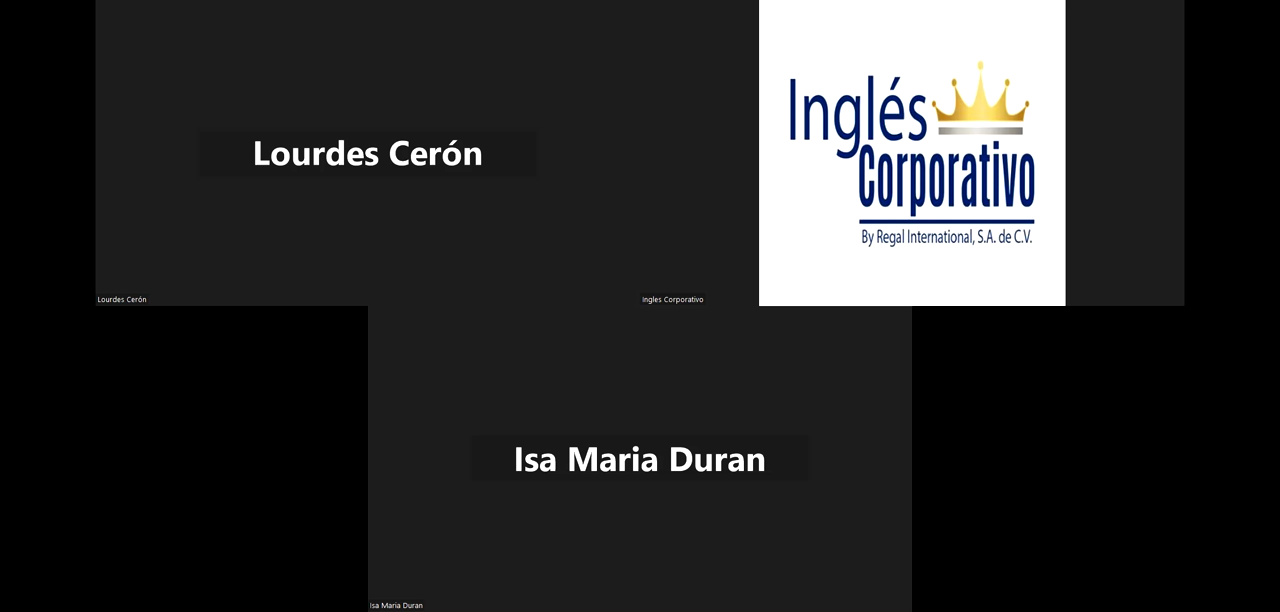 Lourdes Cerón
Inglés
Corporativo
By Regal International, S.A. de C.V.
Lourdes Cerón
Ingles Corporativo
Isa Maria Duran
Isa Maria Duran